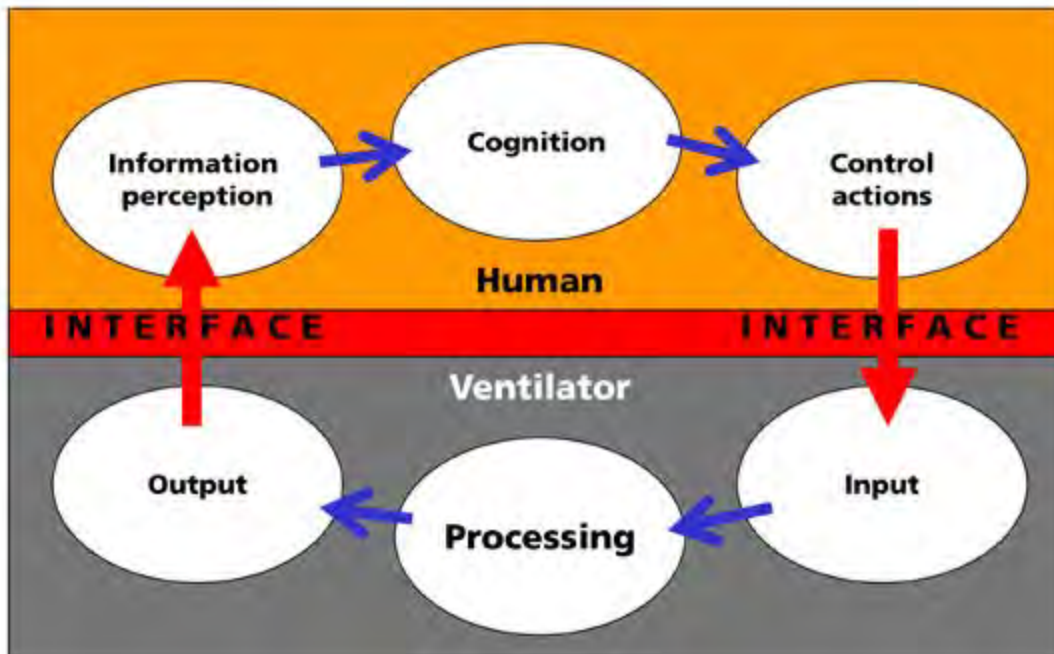 Information
perception
Cognition
Control
actions
Human
INTERFACE INTERFACE
Ventilator
Output
Processing
Input